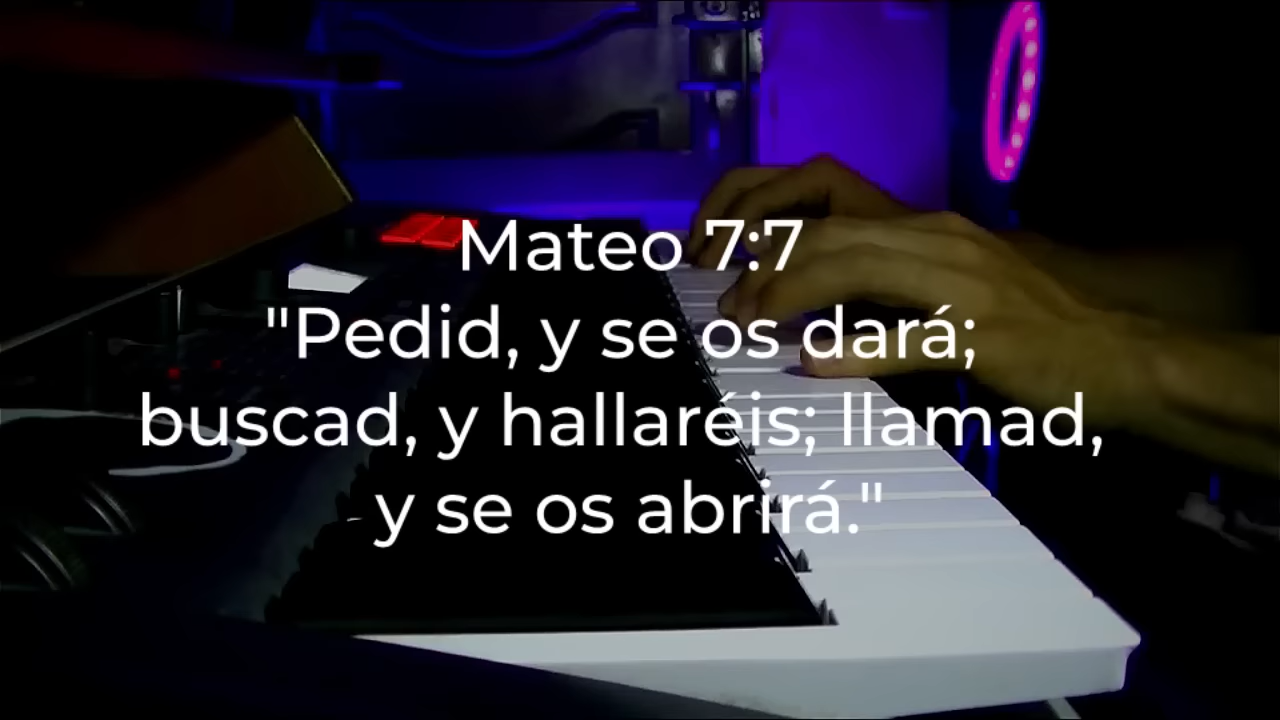 Mateo 7:7
"Pedid, y se os dará;
buscad, y hallaréis; llamad,
y se os abrirá."